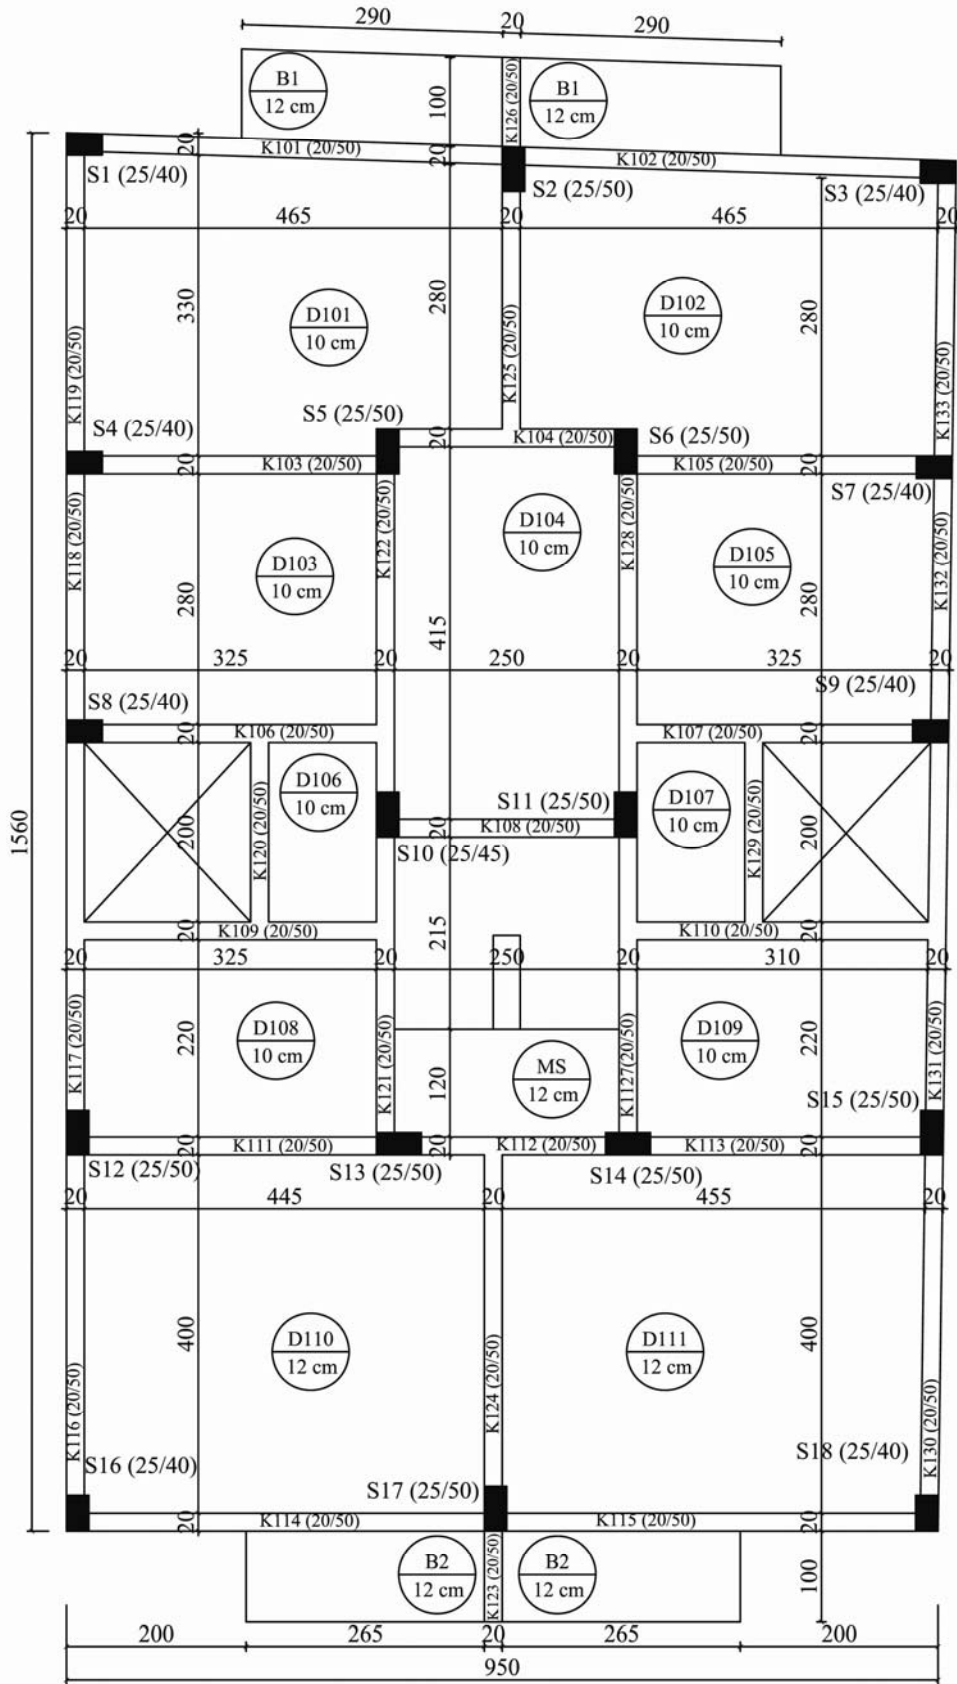 290 20 290
B1
12 cm
K126 (20/50)
B1
12 cm
100
20
K101 (20/50)
20
K102 (20/50)
S1 (25/40)
S2 (25/50)
S3 (25/40)
20 465 20 465 20
330
280
280
D101
10 cm
D102
10 cm
K119 (20/50)
K125 (20/50)
K133 (20/50)
S5 (25/50)
S4 (25/40)
20
K104 (20/50)
S6 (25/50)
20
K103 (20/50)
K105 (20/50)
20
S7 (25/40)
K118 (20/50)
K122 (20/50)
K128 (20/50)
K132 (20/50)
D104
10 cm
D103
10 cm
D105
10 cm
280
415
280
20 325 20 250 20 325 20
S8 (25/40)
S9 (25/40)
20
K106 (20/50)
K107 (20/50)
20
D106
10 cm
S11 (25/50)
D107
10 cm
1560
200
K120 (20/50)
20
K108 (20/50)
K129 (20/50)
200
S10 (25/45)
20
K109 (20/50)
215
K110 (20/50)
20
20 325 20 250 20 310 20
K117 (20/50)
220
D108
10 cm
K121 (20/50)
120
MS
12 cm
K1127(20/50)
D109
10 cm
220
K131 (20/50)
S15 (25/50)
20
K111 (20/50)
20
K112 (20/50)
K113 (20/50)
20
S12 (25/50)
S13 (25/50)
S14 (25/50)
20 445 20 455 20
400
D110
12 cm
D111
12 cm
400
K116 (20/50)
K124 (20/50)
K130 (20/50)
S16 (25/40)
S17 (25/50)
S18 (25/40)
20
K114 (20/50)
K115 (20/50)
20
B2
12 cm
K123 (20/50)
B2
12 cm
100
200 265 20 265 200
950